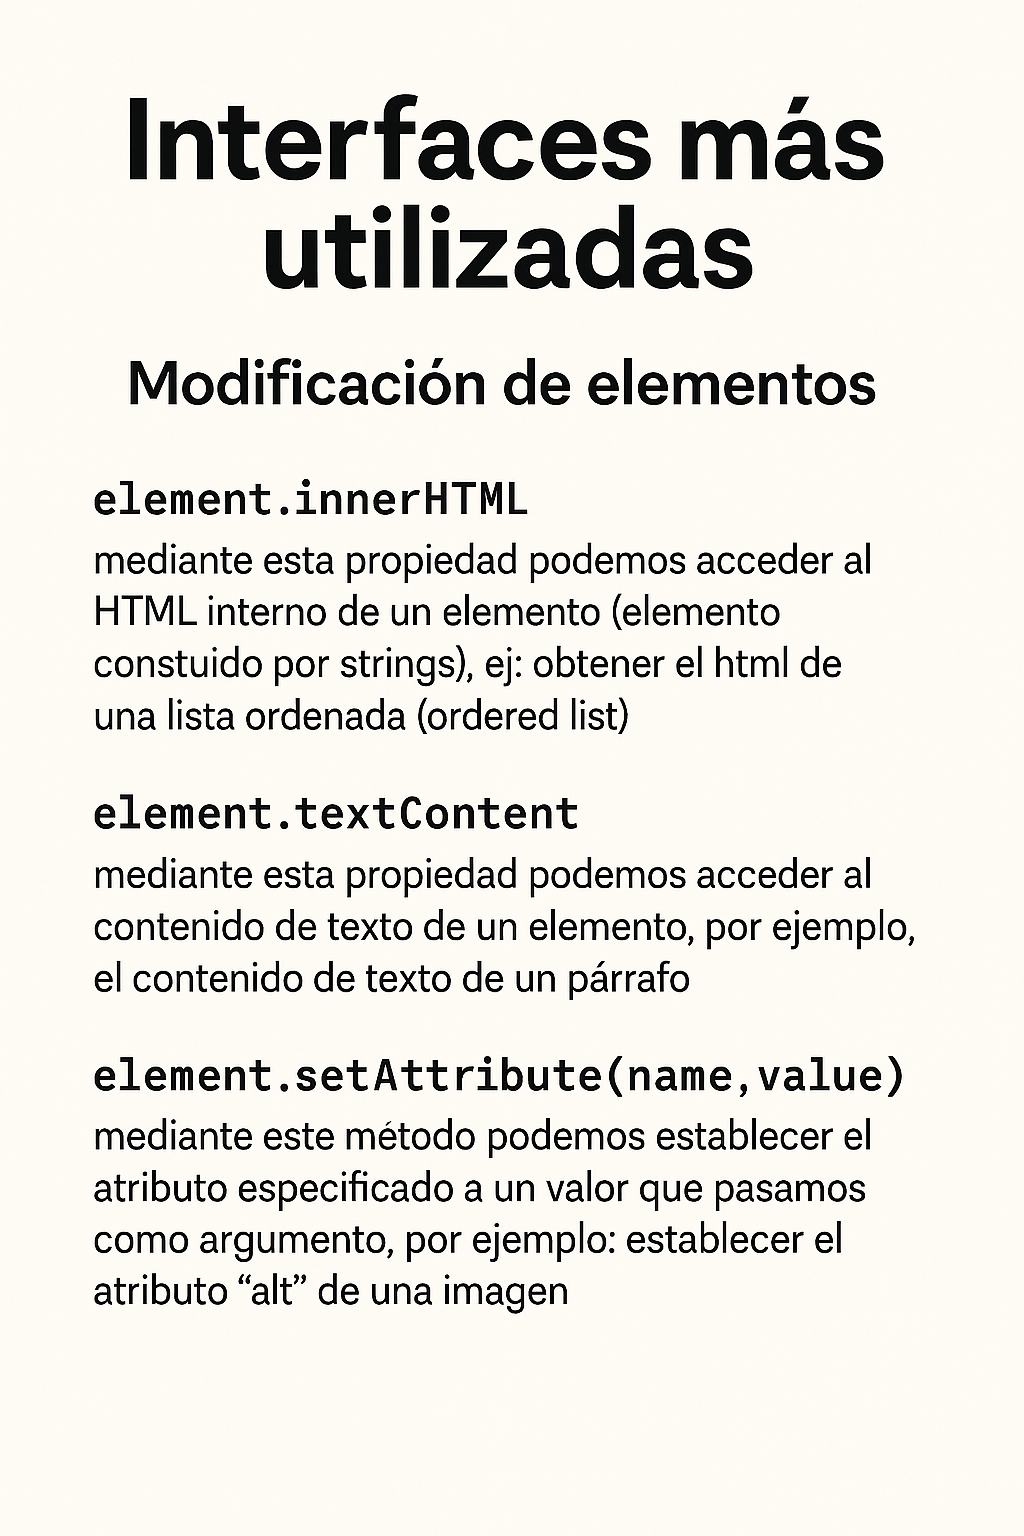 Interfaces más
utilizadas
Modificación de elementos
element.innerHTML
mediante esta propiedad podemos acceder al
HTML interno de un elemento (elemento
constuido por strings), ej: obtener el html de
una lista ordenada (ordered list)
element.textContent
mediante esta propiedad podemos acceder al
contenido de texto de un elemento, por ejemplo,
el contenido de texto de un párrafo
element.setAttribute(name,value)
mediante este método podemos establecer el
atributo especificado a un valor que pasamos
como argumento, por ejemplo: establecer el
atributo “alt” de una imagen